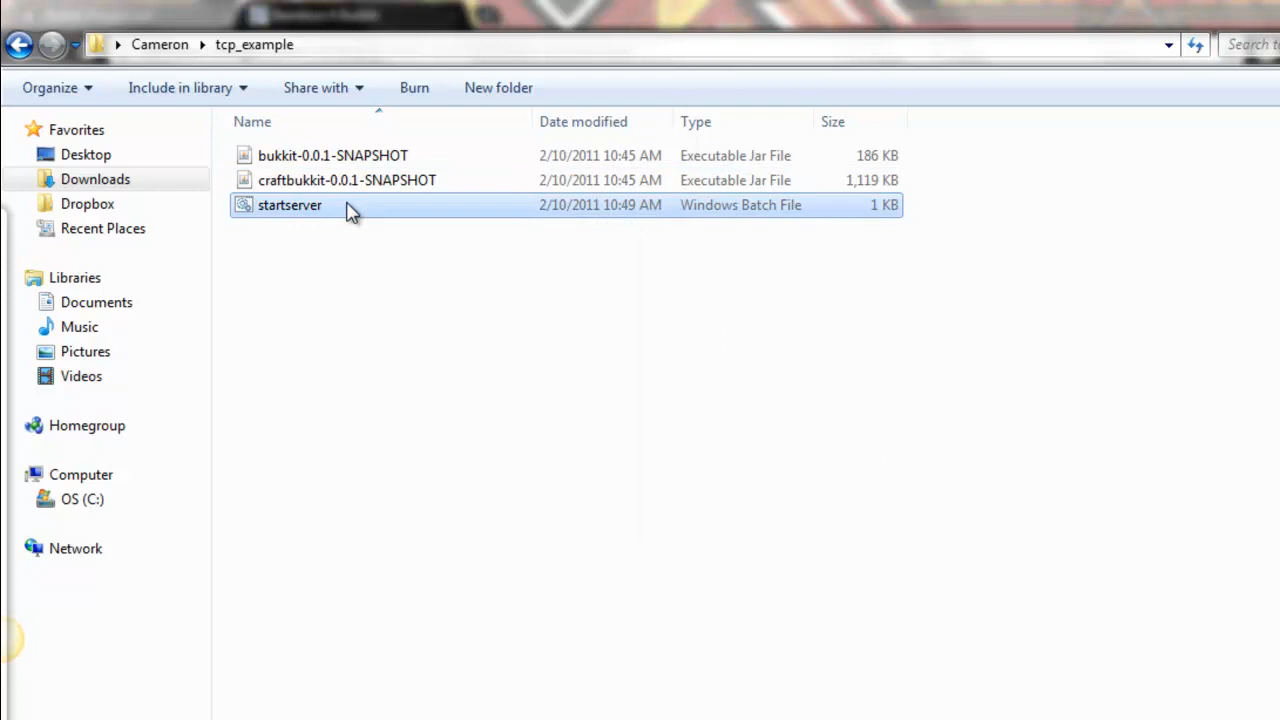 Cameron tcp_example Search to
Organize Include in library Share with Burn New folder
Name Date modified Type Size
bukkit-0.0.1-SNAPSHOT 2/10/2011 10:45 AM Executable Jar File 186 KB
craftbukkit-0.0.1-SNAPSHOT 2/10/2011 10:45 AM Executable Jar File 1,119 KB
startserver 2/10/2011 10:49 AM Windows Batch File 1 KB
Favorites
Desktop
Downloads
Dropbox
Recent Places
Libraries
Documents
Music
Pictures
Videos
Homegroup
Computer
OS (C:)
Network